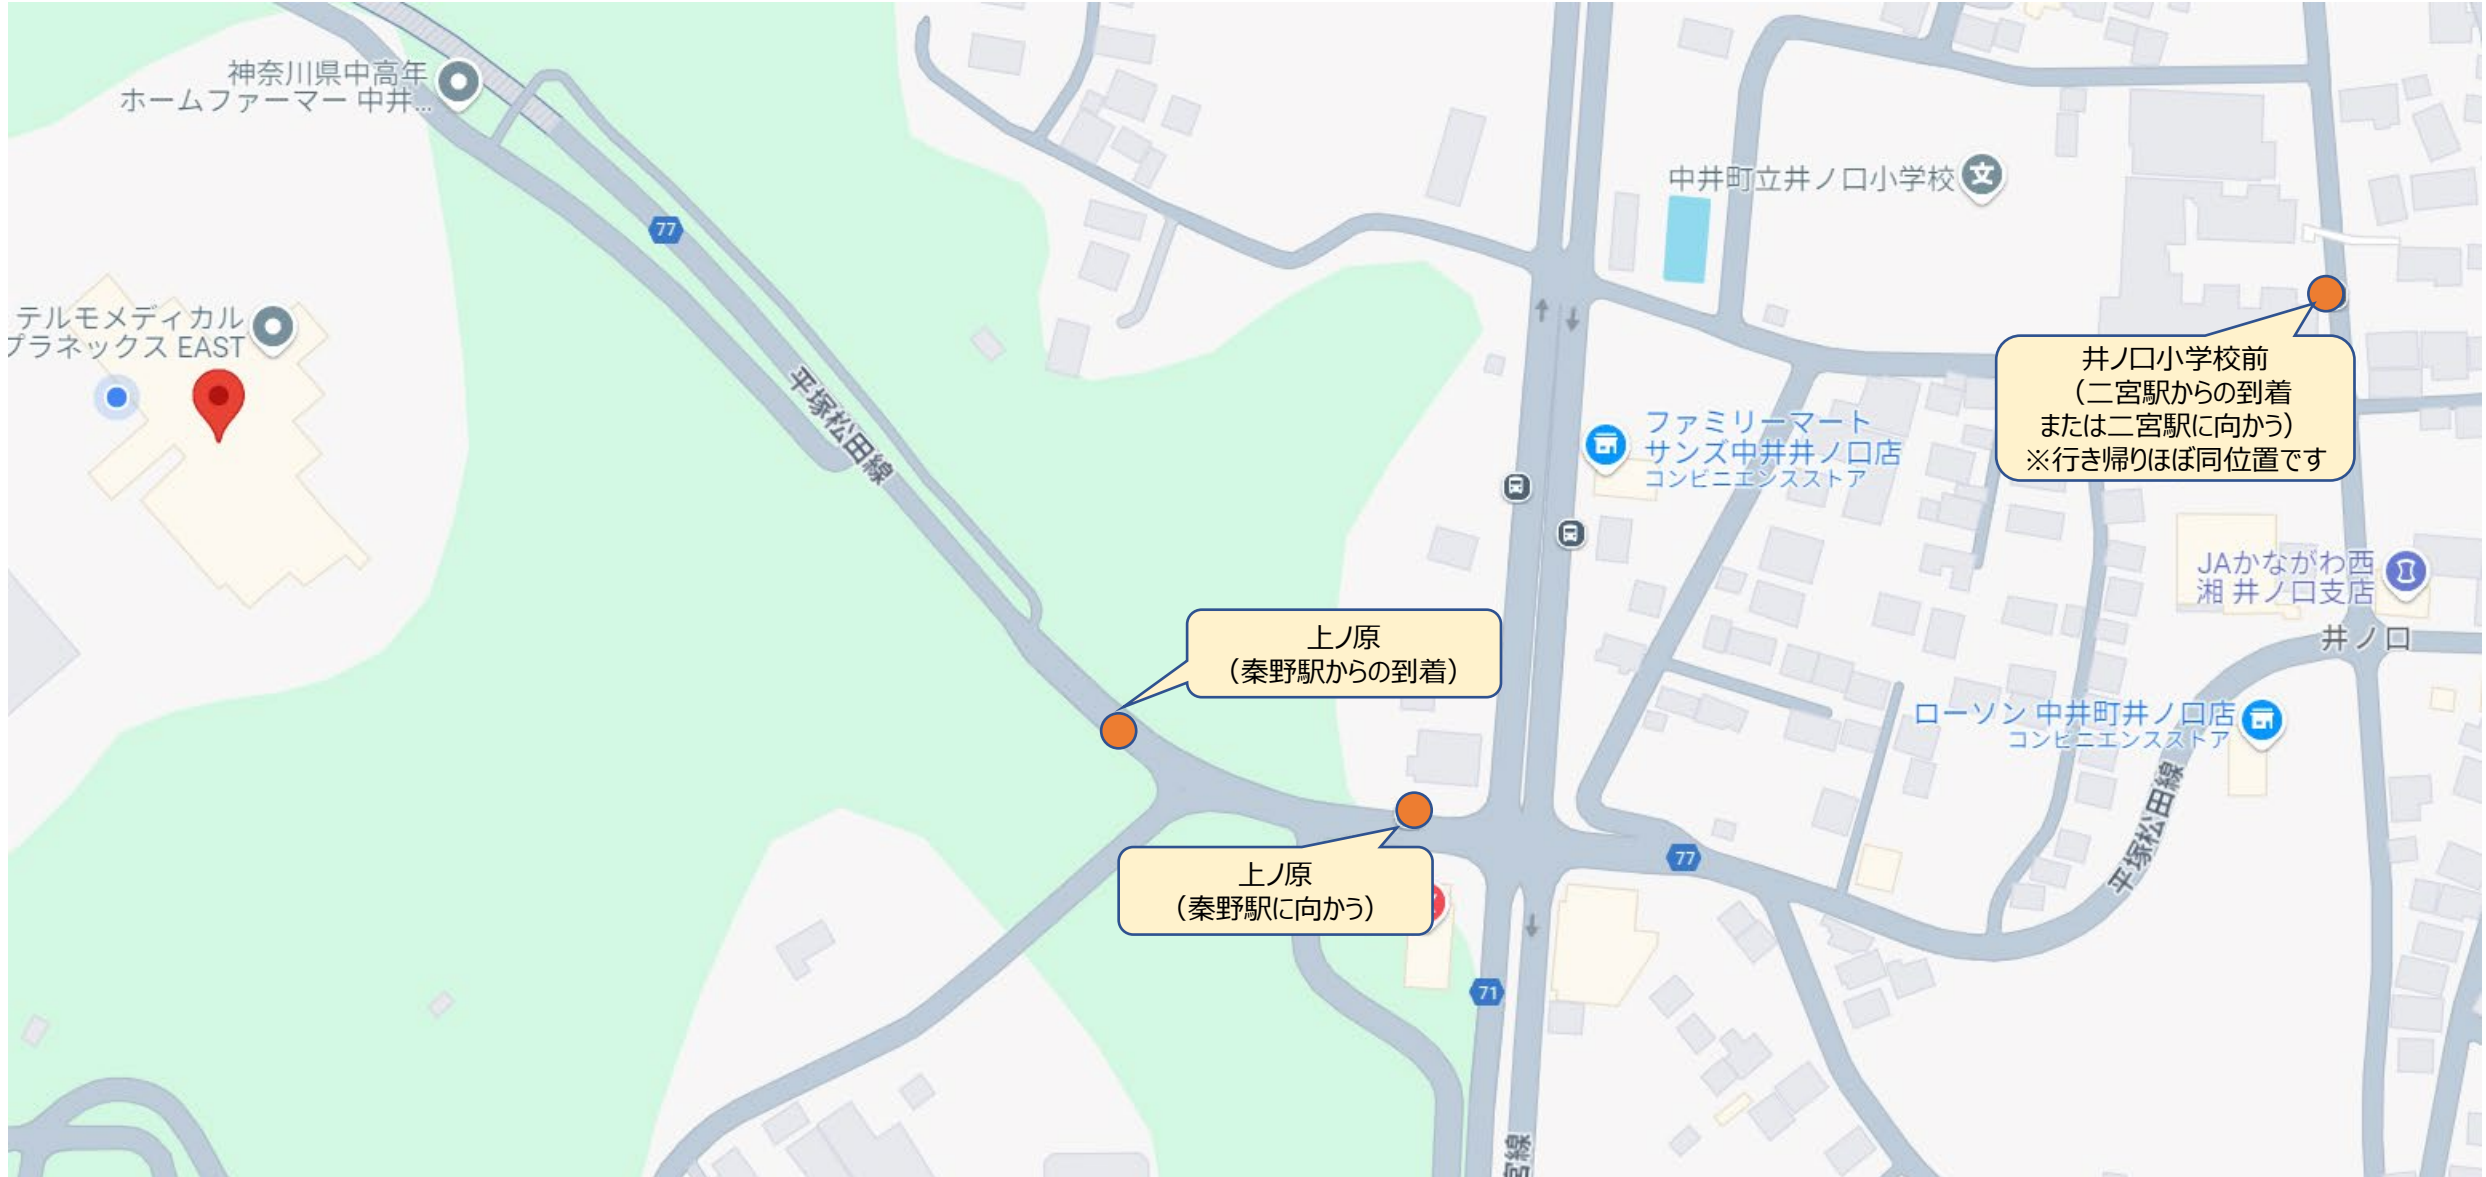 神奈川県中高年
ホームファーマー 中井...
77
中井町立井ノ口小学校
テルモメディカル
プラネックス EAST
平塚松田線
井ノ口小学校前
（二宮駅からの到着
または二宮駅に向かう）
※行き帰りほぼ同位置です
ファミリーマート
サンズ中井井ノ口店
コンビニエンスストア
JAかながわ西
湘 井ノ口支店
井ノ口
上ノ原
（秦野駅からの到着）
ローソン 中井町井ノ口店
コンビニエンスストア
平塚松田線
上ノ原
（秦野駅に向かう）
77
71
宮線